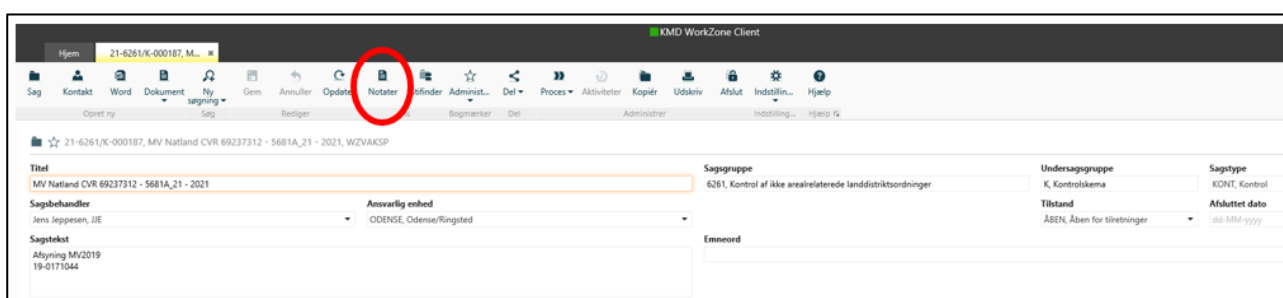 KMD WorkZone Client
Hjem 21-6261/K-000187, M...
Sag Kontakt Word Dokument Ny søgning Gem Annuller Opdate Notater tifinder Administ... Del Proces Aktiviteter Kopiér Udskriv Afslut Indstillin... Hjælp
Opret ny Søg Rediger Bogmærker Del Administrer Indstilling... Hjælp
21-6261/K-000187, MV Natland CVR 69237312 - 5681A_21 - 2021, WZVAKSP
Titel Sagsgruppe Undersagsgruppe Sagstype
MV Natland CVR 69237312 - 5681A_21 - 2021 6261, Kontrol af ikke arealrelaterede landdistriktsordninger K, Kontrolskema KONT, Kontrol
Sagsbehandler Ansvarlig enhed Tilstand Afsluttet dato
Jens Jeppesen, JJE ODENSE, Odense/Ringsted ÅBEN, Åben for tilretninger dd-MM-yyyy
Sagstekst Emneord
Afsyning MV2019
19-0171044